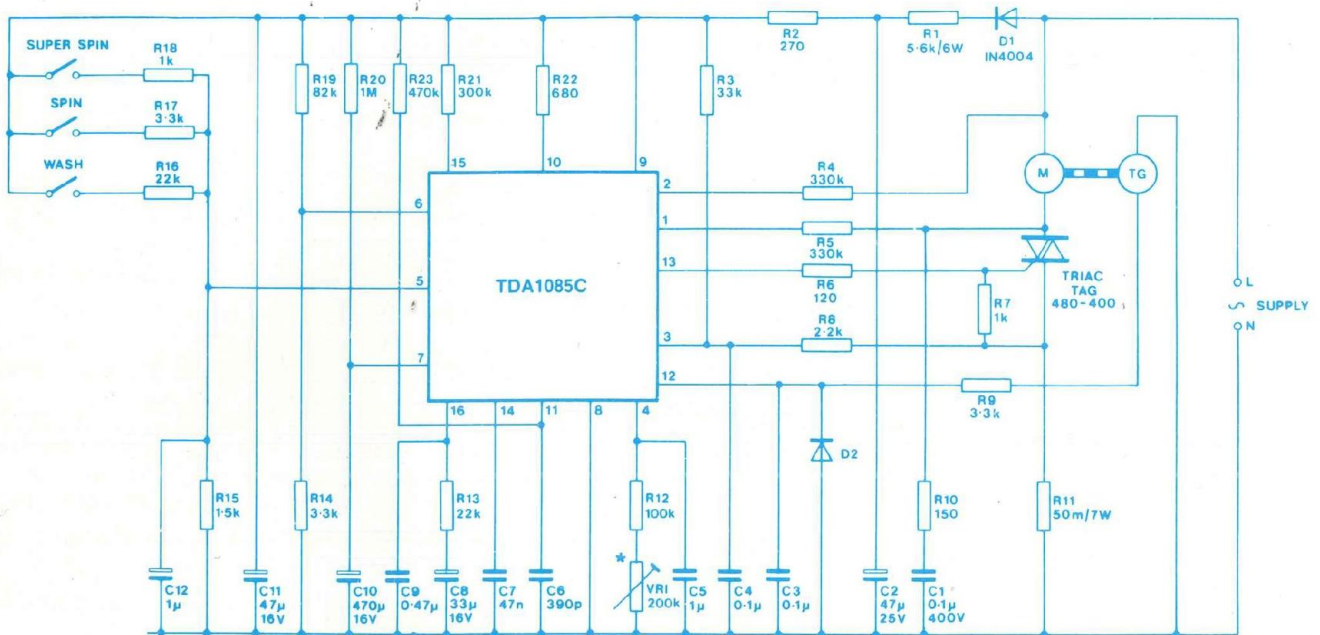 SUPER SPIN
R18
1k
SPIN
R17
3·3k
WASH
R16
22k
R19
82k
R20
1M
R23
470k
R21
300k
R22
680
R3
33k
R2
270
R1
5·6k/6W
D1
IN4004
15
10
9
2
1
13
3
12
6
5
7
16
14
11
8
4
TDA1085C
R4
330k
R5
330k
R6
120
R8
2·2k
R7
1k
R9
3·3k
M
TG
TRIAC
TAG
480-400
L
SUPPLY
N
D2
R15
1·5k
R14
3·3k
R13
22k
R12
100k
R10
150
R11
50m/7W
C12
1µ
C11
47µ
16V
C10
470µ
16V
C9
0·47µ
C8
33µ
16V
C7
47n
C6
390p
*
VR1
200k
C5
1µ
C4
0·1µ
C3
0·1µ
C2
47µ
25V
C1
0·1µ
400V